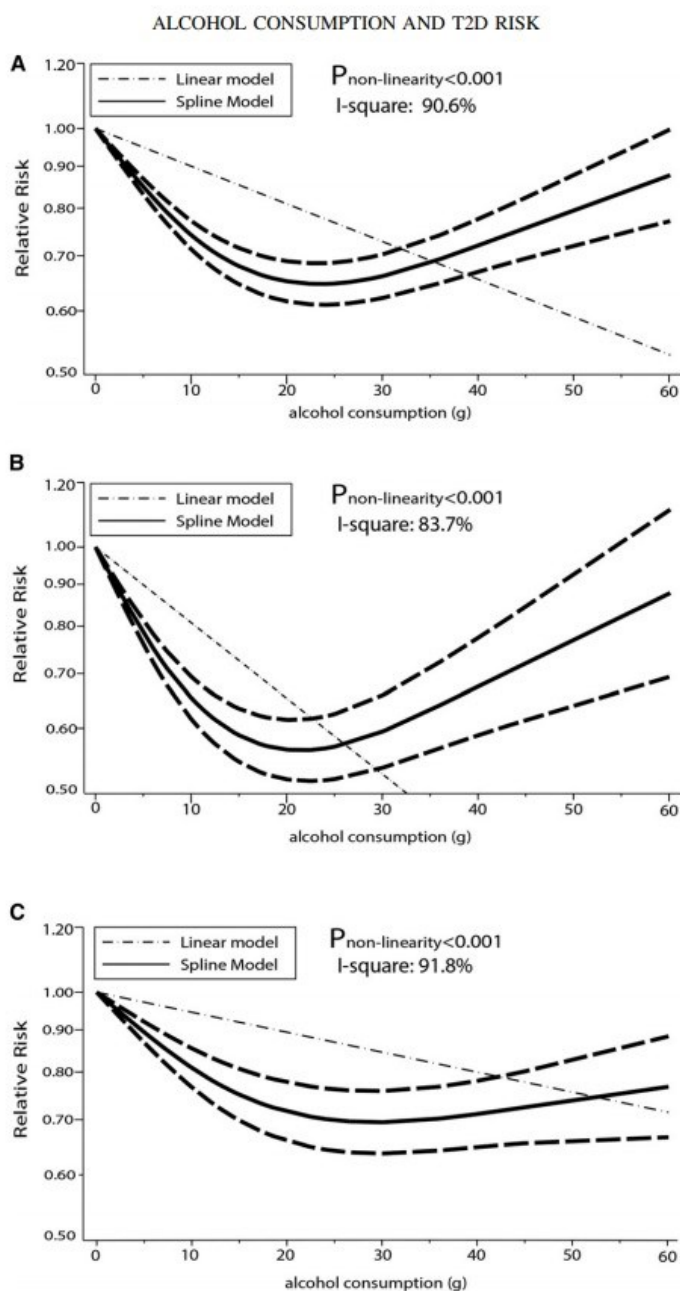 ALCOHOL CONSUMPTION AND T2D RISK
A
1.20
1.00
0.90
0.80
0.70
0.60
0.50
Relative Risk
Linear model
Spline Model
Pnon-linearity<0.001
I-square: 90.6%
0 10 20 30 40 50 60
alcohol consumption (g)
B
1.20
1.00
0.90
0.80
0.70
0.60
0.50
Relative Risk
Linear model
Spline Model
Pnon-linearity<0.001
I-square: 83.7%
0 10 20 30 40 50 60
alcohol consumption (g)
C
1.20
1.00
0.90
0.80
0.70
0.60
0.50
Relative Risk
Linear model
Spline Model
Pnon-linearity<0.001
I-square: 91.8%
0 10 20 30 40 50 60
alcohol consumption (g)